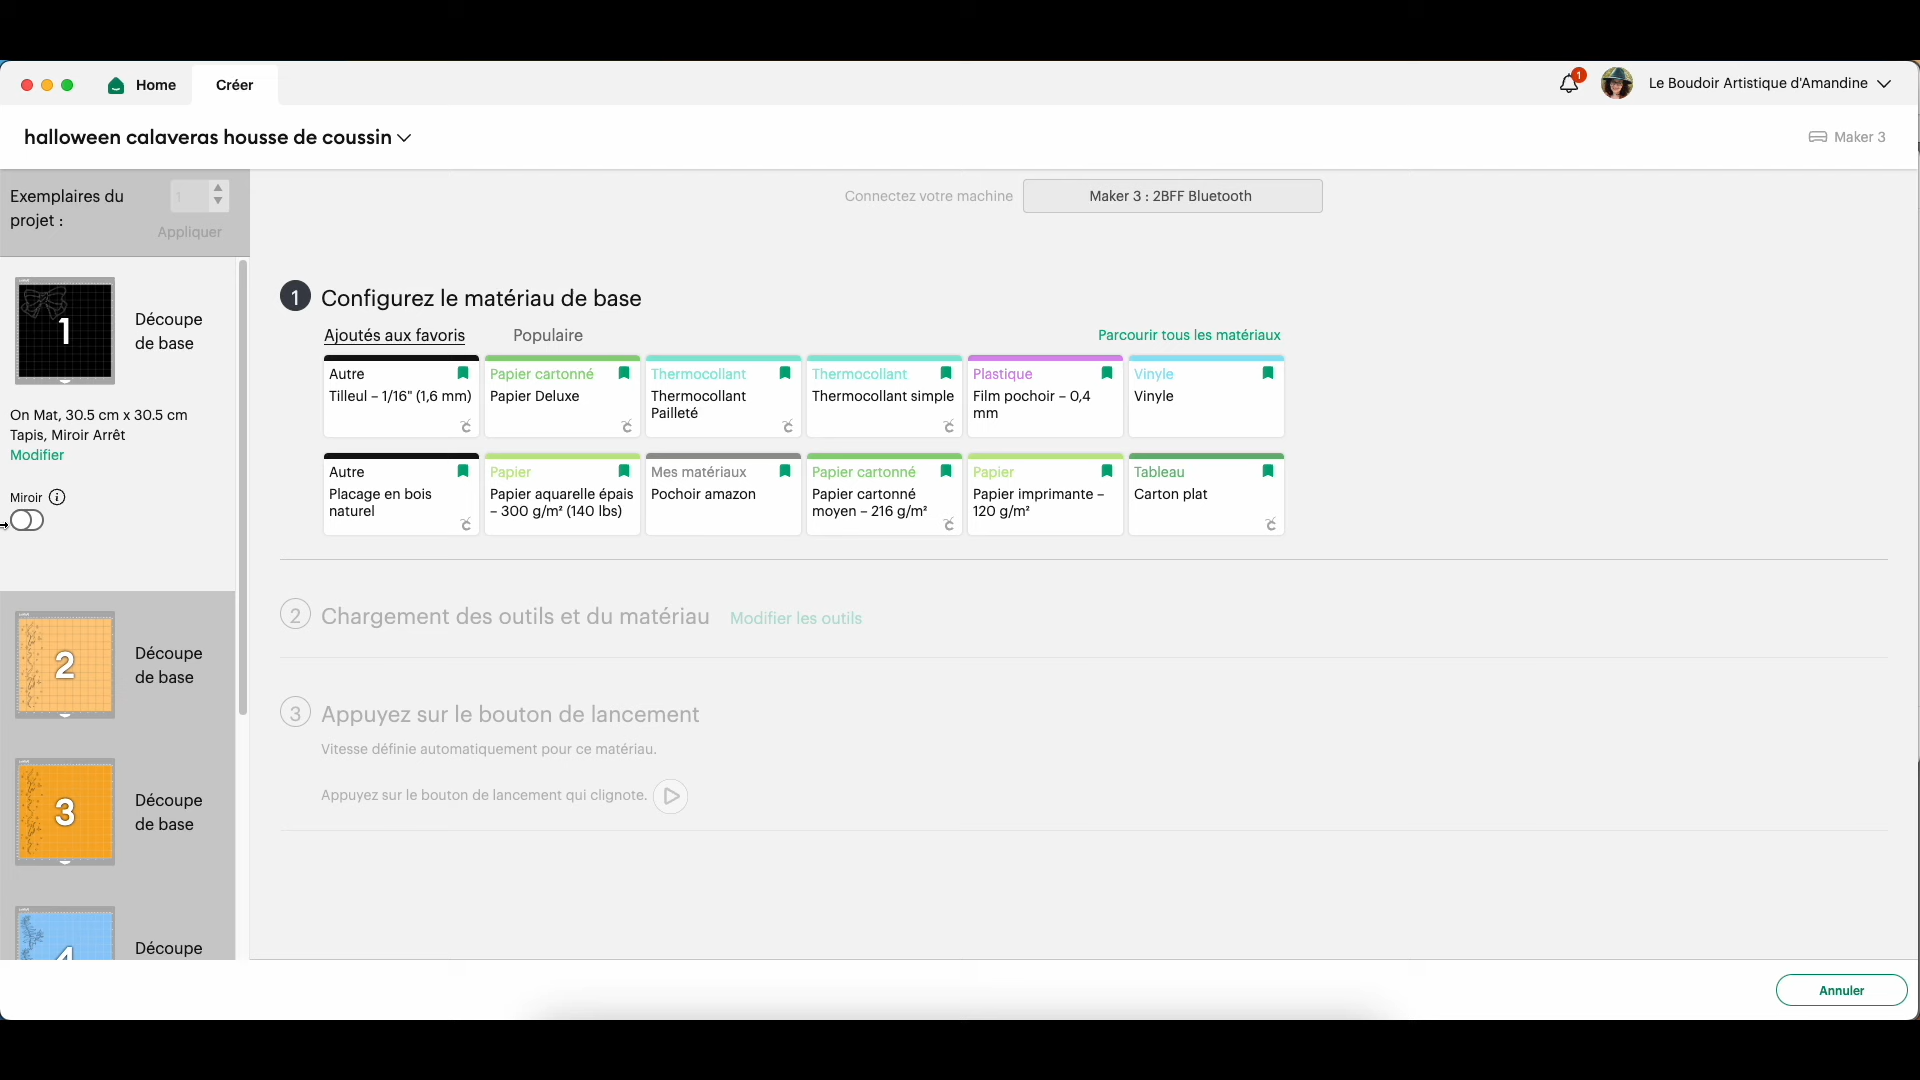 Home
Créer
1
Le Boudoir Artistique d'Amandine
halloween calaveras housse de coussin
Maker 3
Exemplaires du
projet :
1
Appliquer
Connectez votre machine
Maker 3 : 2BFF Bluetooth
1
Découpe
de base
On Mat, 30.5 cm x 30.5 cm
Tapis, Miroir Arrêt
Modifier
Miroir
2
Découpe
de base
3
Découpe
de base
4
Découpe
1
Configurez le matériau de base
Ajoutés aux favoris
Populaire
Parcourir tous les matériaux
Autre
Tilleul – 1/16" (1,6 mm)
Papier cartonné
Papier Deluxe
Thermocollant
Thermocollant
Pailleté
Thermocollant
Thermocollant simple
Plastique
Film pochoir – 0,4
mm
Vinyle
Vinyle
Autre
Placage en bois
naturel
Papier
Papier aquarelle épais
– 300 g/m² (140 lbs)
Mes matériaux
Pochoir amazon
Papier cartonné
Papier cartonné
moyen – 216 g/m²
Papier
Papier imprimante –
120 g/m²
Tableau
Carton plat
2
Chargement des outils et du matériau
Modifier les outils
3
Appuyez sur le bouton de lancement
Vitesse définie automatiquement pour ce matériau.
Appuyez sur le bouton de lancement qui clignote.
Annuler